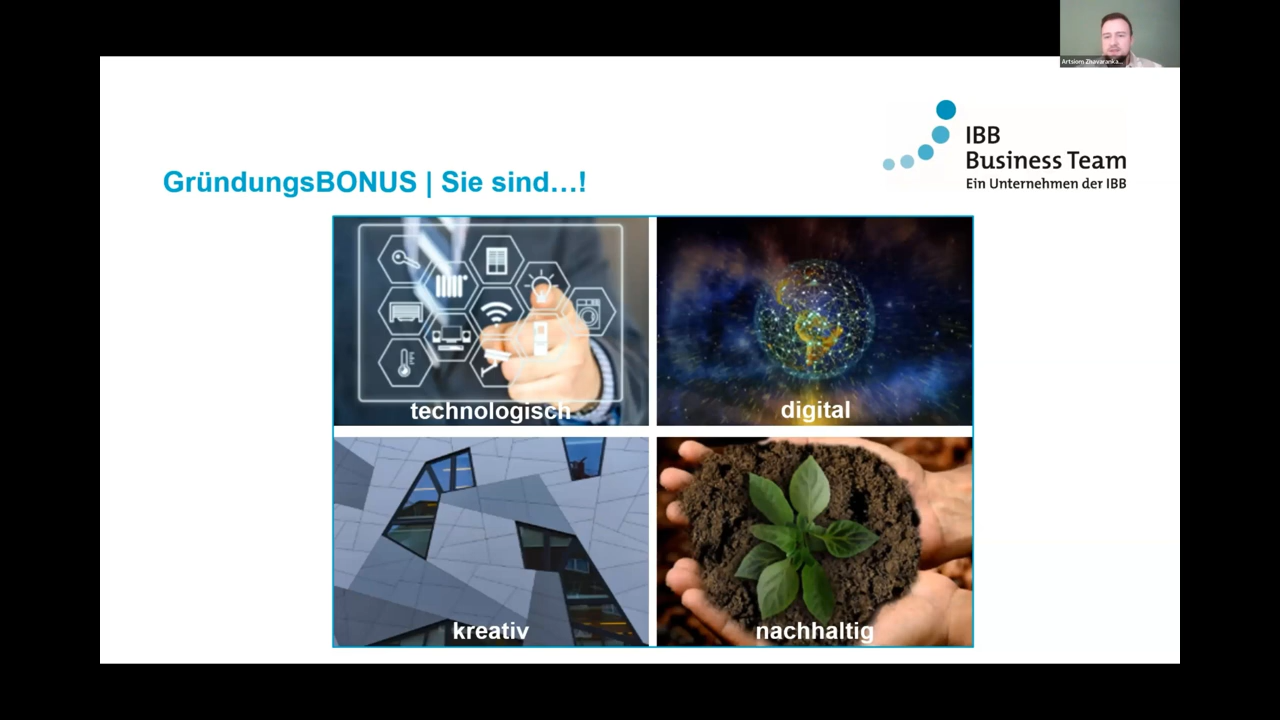 Artsiom Zhavaranka...
IBB
Business Team
Ein Unternehmen der IBB
GründungsBONUS | Sie sind...!
technologisch
digital
kreativ
nachhaltig